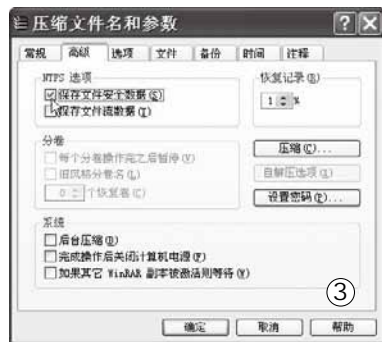 压缩文件名和参数
常规 高级 选项 文件 备份 时间 注释
NTFS 选项
保存文件安全数据(S)
保存文件流数据(T)
恢复记录(R)
1 %
分卷
每个分卷操作完之后暂停(V)
旧风格分卷名(L)
0 个恢复卷(C)
压缩(C)...
自解压选项(X)
设置密码(P)...
系统
后台压缩(D)
完成操作后关闭计算机电源(F)
如果其它 WinRAR 副本被激活则等待(W)
③
确定 取消 帮助